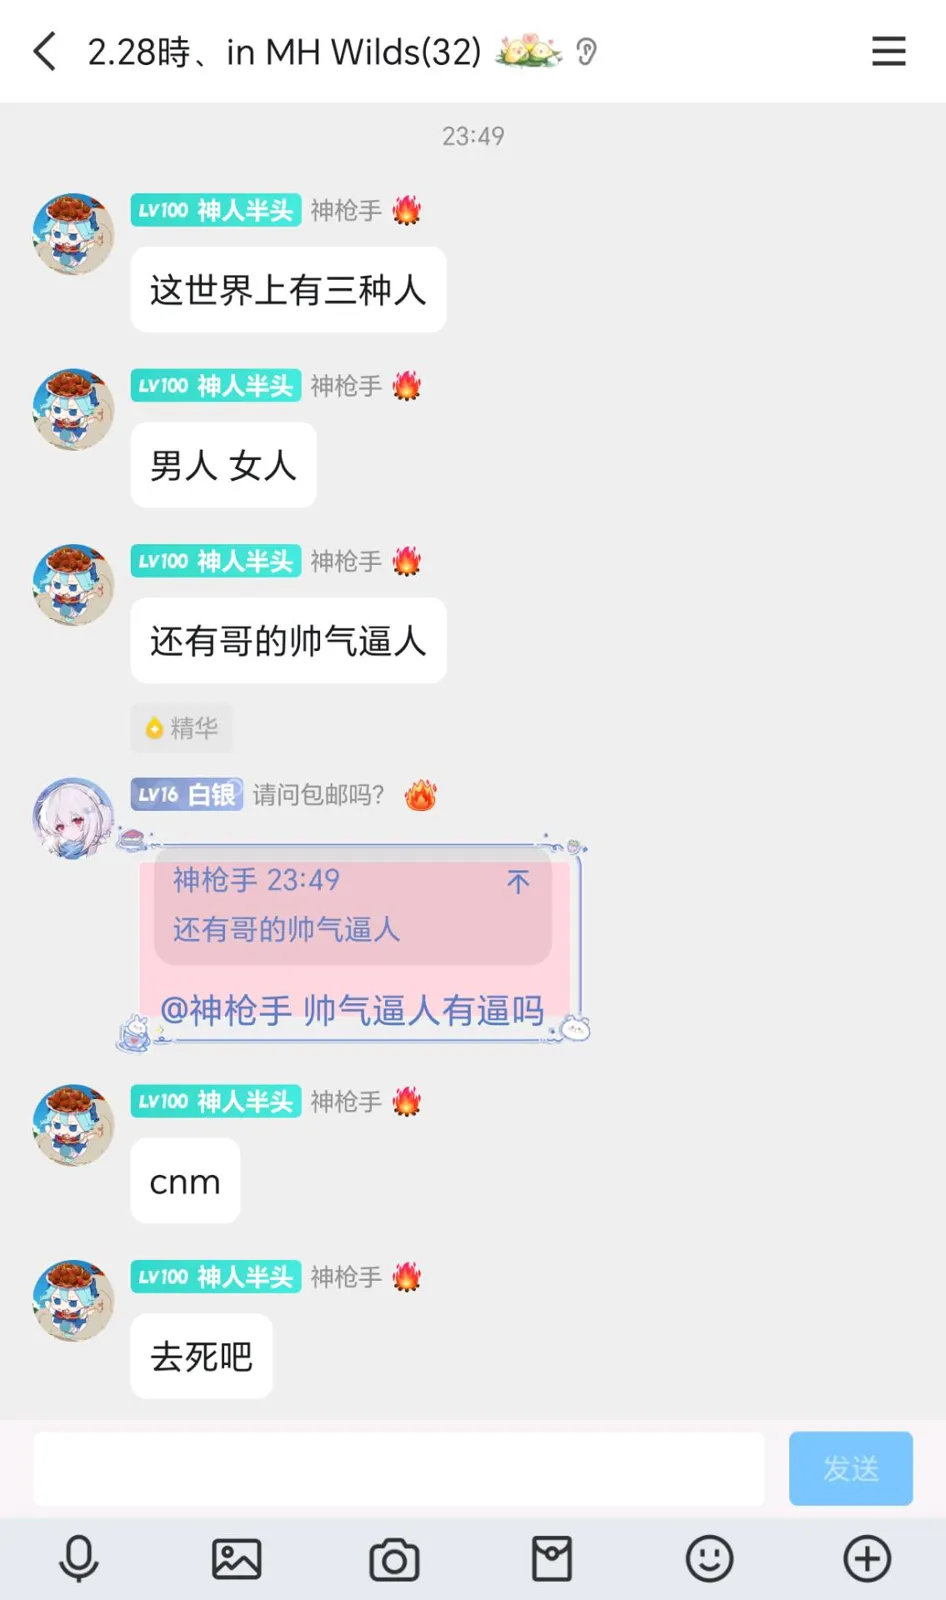 2.28時、in MH Wilds(32)
23:49
LV100 神人半头 神枪手
这世界上有三种人
LV100 神人半头 神枪手
男人 女人
LV100 神人半头 神枪手
还有哥的帅气逼人
精华
LV16 白银 请问包邮吗?
神枪手 23:49
还有哥的帅气逼人
@神枪手 帅气逼人有逼吗
LV100 神人半头 神枪手
cnm
LV100 神人半头 神枪手
去死吧
发送